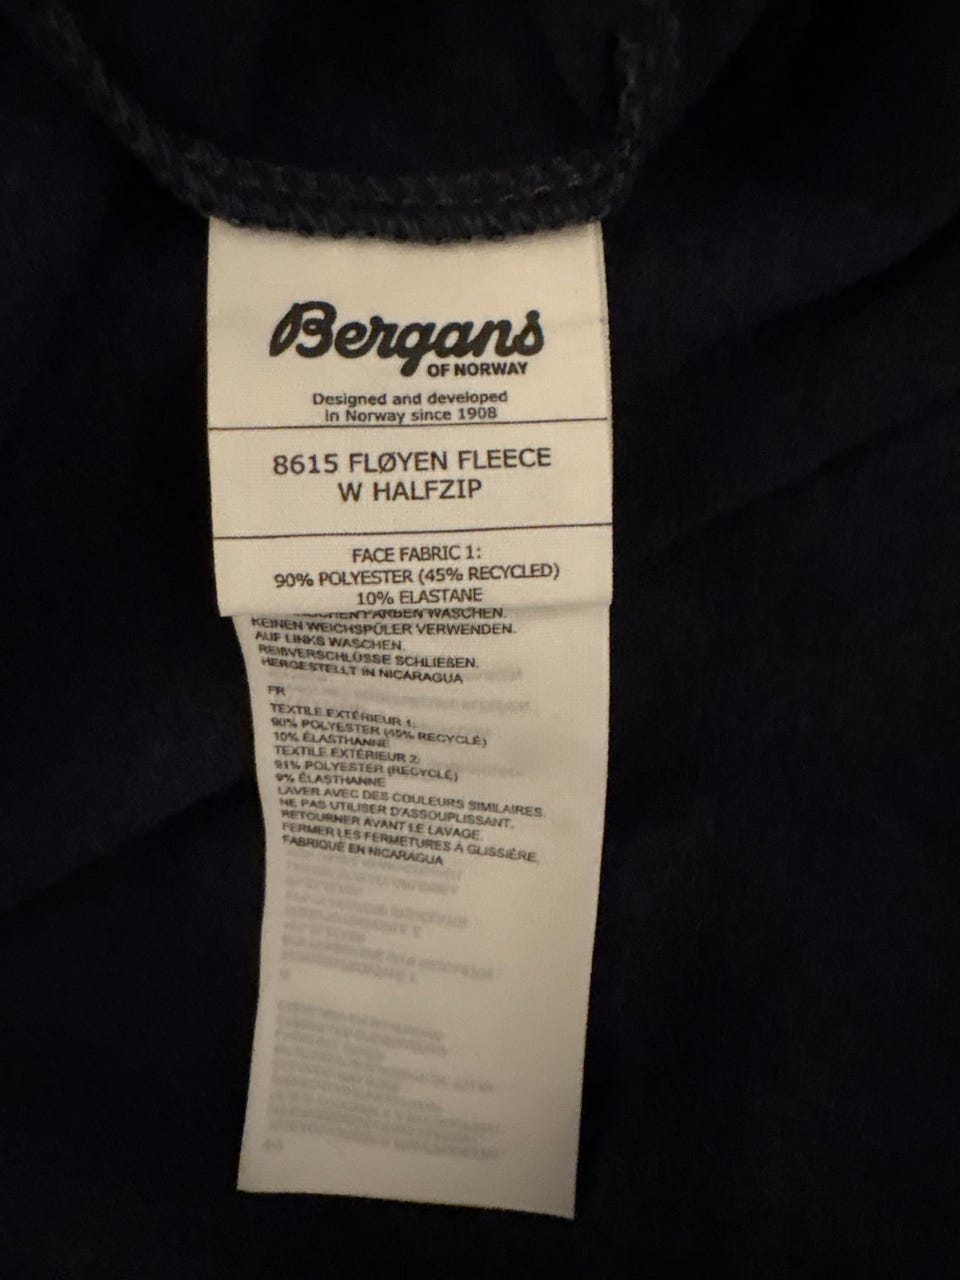 Bergans
OF NORWAY
Designed and developed
in Norway since 1908
8615 FLØYEN FLEECE
W HALFZIP
FACE FABRIC 1:
90% POLYESTER (45% RECYCLED)
10% ELASTANE
FARBEN WASCHEN.
KEINEN WEICHSPÜLER VERWENDEN.
AUF LINKS WASCHEN.
REIßVERSCHLÜSSE SCHLIEßEN.
HERGESTELLT IN NICARAGUA
FR
TEXTILE EXTÉRIEUR 1:
90% POLYESTER (45% RECYCLÉ)
10% ÉLASTHANNE
TEXTILE EXTÉRIEUR 2:
91% POLYESTER (RECYCLÉ)
9% ÉLASTHANNE
LAVER AVEC DES COULEURS SIMILAIRES.
NE PAS UTILISER D'ASSOUPLISSANT.
RETOURNER AVANT LE LAVAGE.
FERMER LES FERMETURES À GLISSIÈRE.
FABRIQUÉ EN NICARAGUA